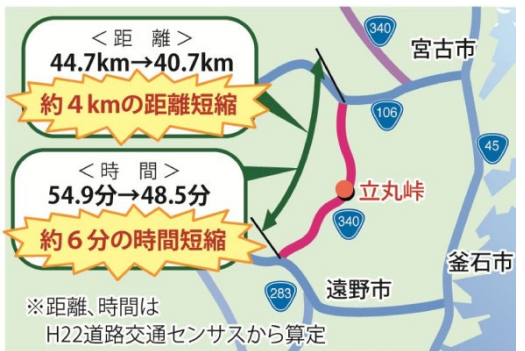 ＜距　離＞
44.7km→40.7km
約４kmの距離短縮
＜時　間＞
54.9分→48.5分
約６分の時間短縮
340
宮古市
106
45
立丸峠
340
釜石市
283
遠野市
※距離、時間は
H22道路交通センサスから算定